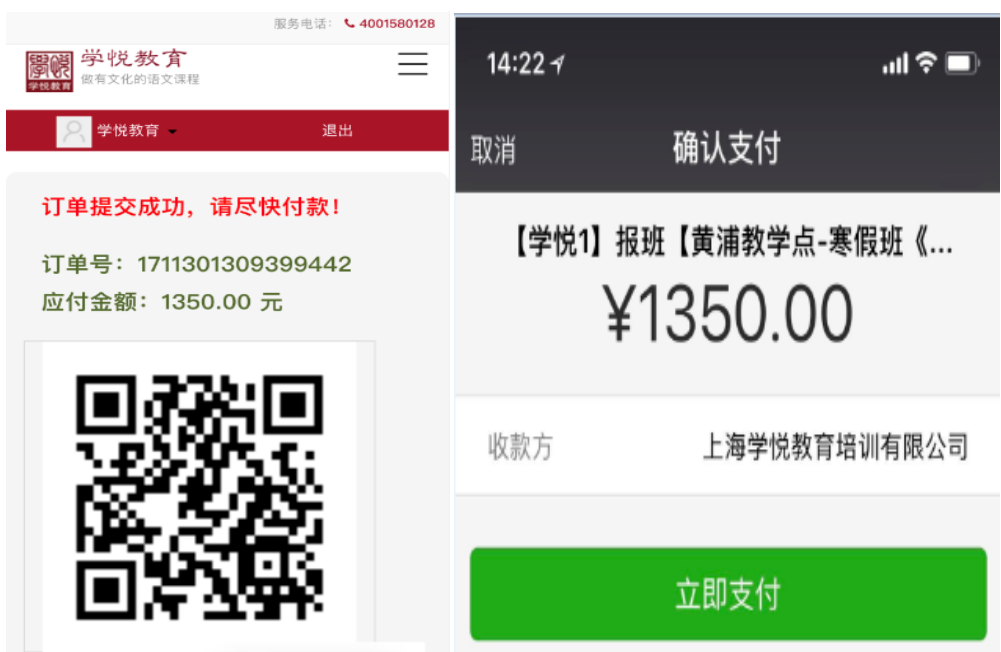 服务电话： 4001580128
学悦教育
做有文化的语文课程
学悦教育
学悦教育
退出
订单提交成功，请尽快付款！
订单号：1711301309399442
应付金额：1350.00 元
14:22
取消
确认支付
【学悦1】报班【黄浦教学点-寒假班《...
¥1350.00
收款方
上海学悦教育培训有限公司
立即支付